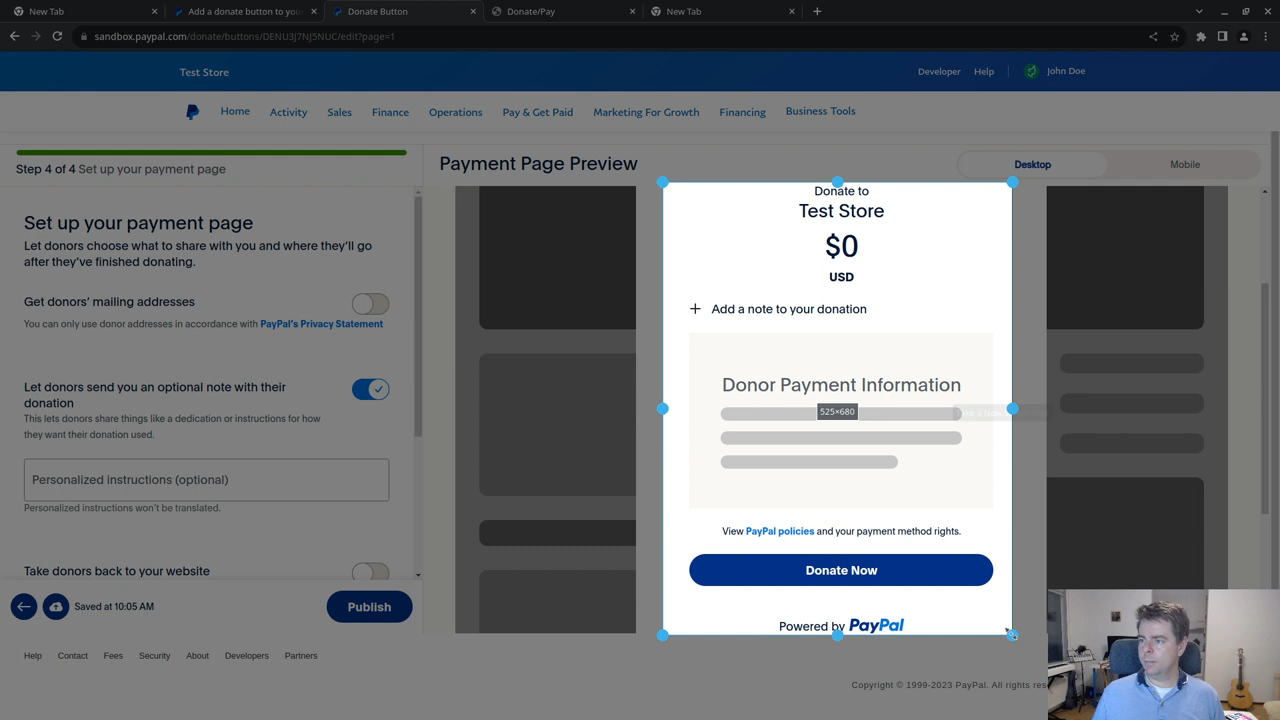 New Tab
Add a donate button to you
Donate Button
Donate/Pay
New Tab
sandbox.paypal.com/donate/buttons/DENU3J7NJ5NUC/edit?page=1
Test Store
Developer
Help
John Doe
Home
Activity
Sales
Finance
Operations
Pay & Get Paid
Marketing For Growth
Financing
Business Tools
Step 4 of 4 Set up your payment page
Payment Page Preview
Desktop
Mobile
Set up your payment page
Let donors choose what to share with you and where they’ll go
after they’ve finished donating.
Get donors’ mailing addresses
You can only use donor addresses in accordance with PayPal’s Privacy Statement
Let donors send you an optional note with their
donation
This lets donors share things like a dedication or instructions for how
they want their donation used.
Personalized instructions (optional)
Personalized instructions won’t be translated.
Take donors back to your website
Saved at 10:05 AM
Publish
Donate to
Test Store
$0
USD
Add a note to your donation
Donor Payment Information
525×680
View PayPal policies and your payment method rights.
Donate Now
Powered by PayPal
Help
Contact
Fees
Security
About
Developers
Partners
Copyright © 1999-2023 PayPal. All rights res